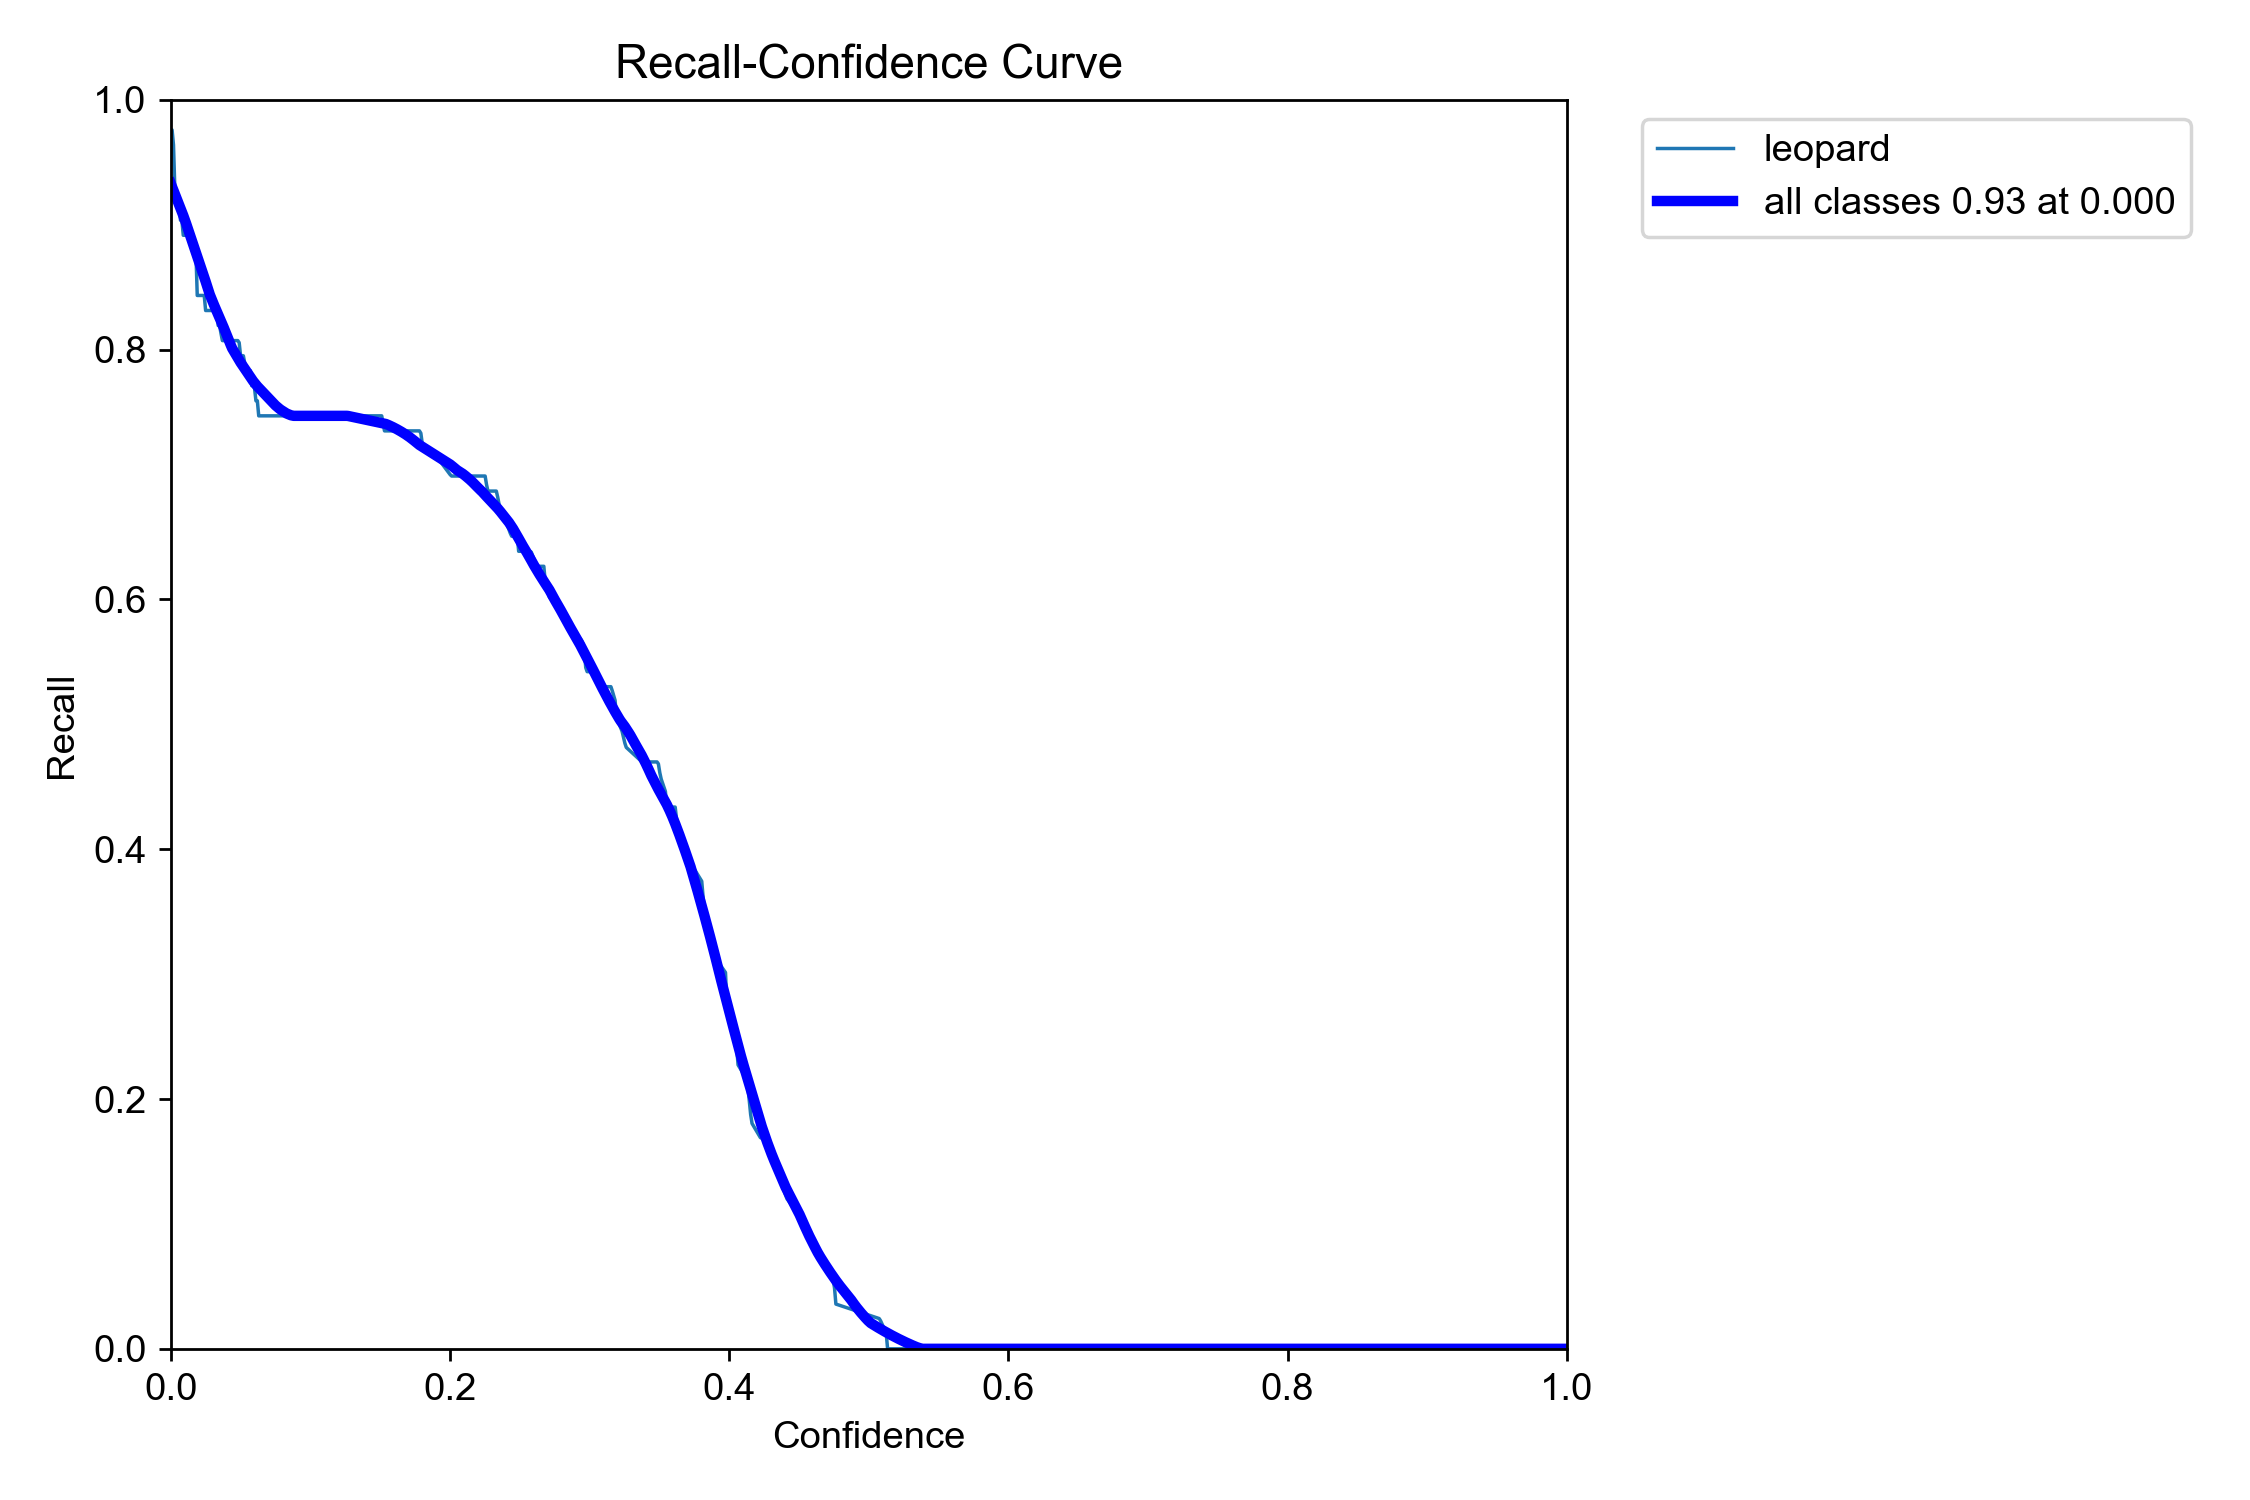 Recall-Confidence Curve
1.0
0.8
0.6
0.4
0.2
0.0
Recall
0.0 0.2 0.4 0.6 0.8 1.0
Confidence
leopard
all classes 0.93 at 0.000